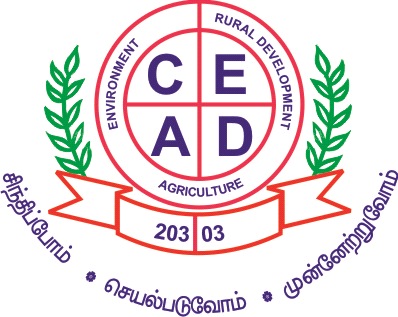 ENVIRONMENT
RURAL DEVELOPMENT
C E
A D
AGRICULTURE
203 03
சிந்திப்போம் • செயல்படுவோம் • முன்னேற்றுவோம்